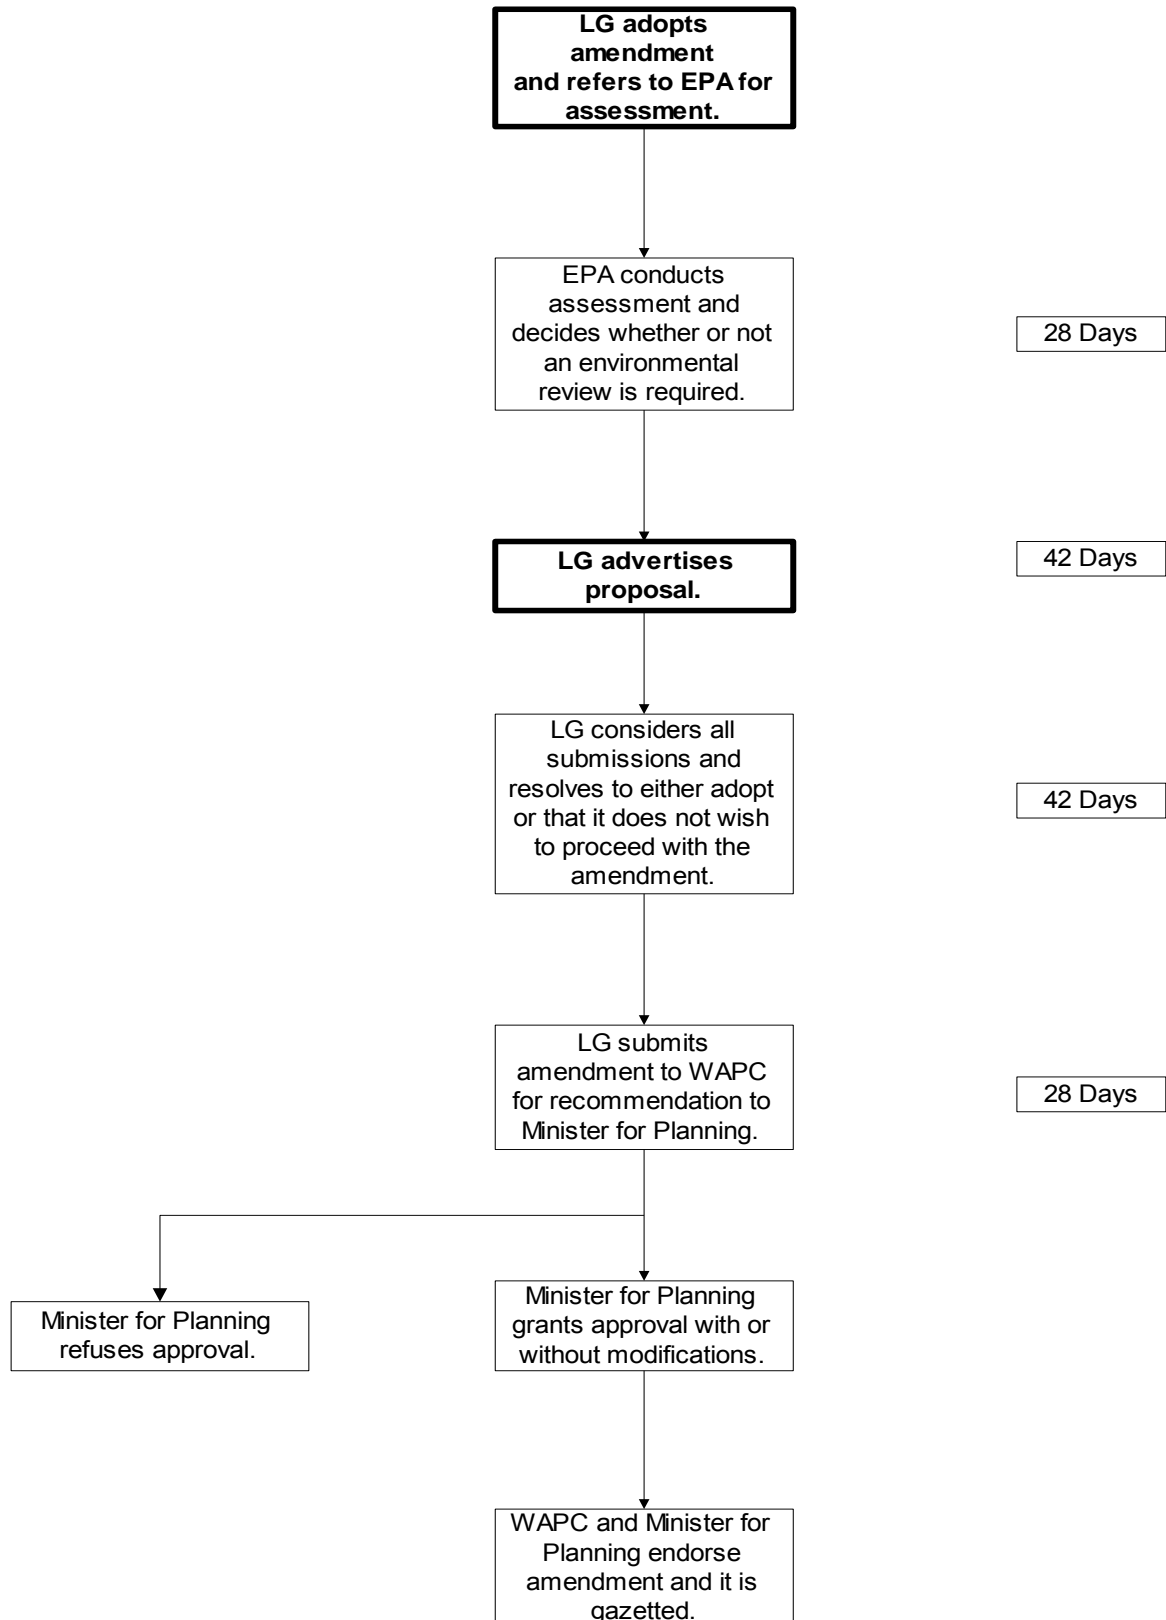 LG adopts
amendment
and refers to EPA for
assessment.
EPA conducts
assessment and
decides whether or not
an environmental
review is required.
28 Days
LG advertises
proposal.
42 Days
LG considers all
submissions and
resolves to either adopt
or that it does not wish
to proceed with the
amendment.
42 Days
LG submits
amendment to WAPC
for recommendation to
Minister for Planning.
28 Days
Minister for Planning
refuses approval.
Minister for Planning
grants approval with or
without modifications.
WAPC and Minister for
Planning endorse
amendment and it is
gazetted.